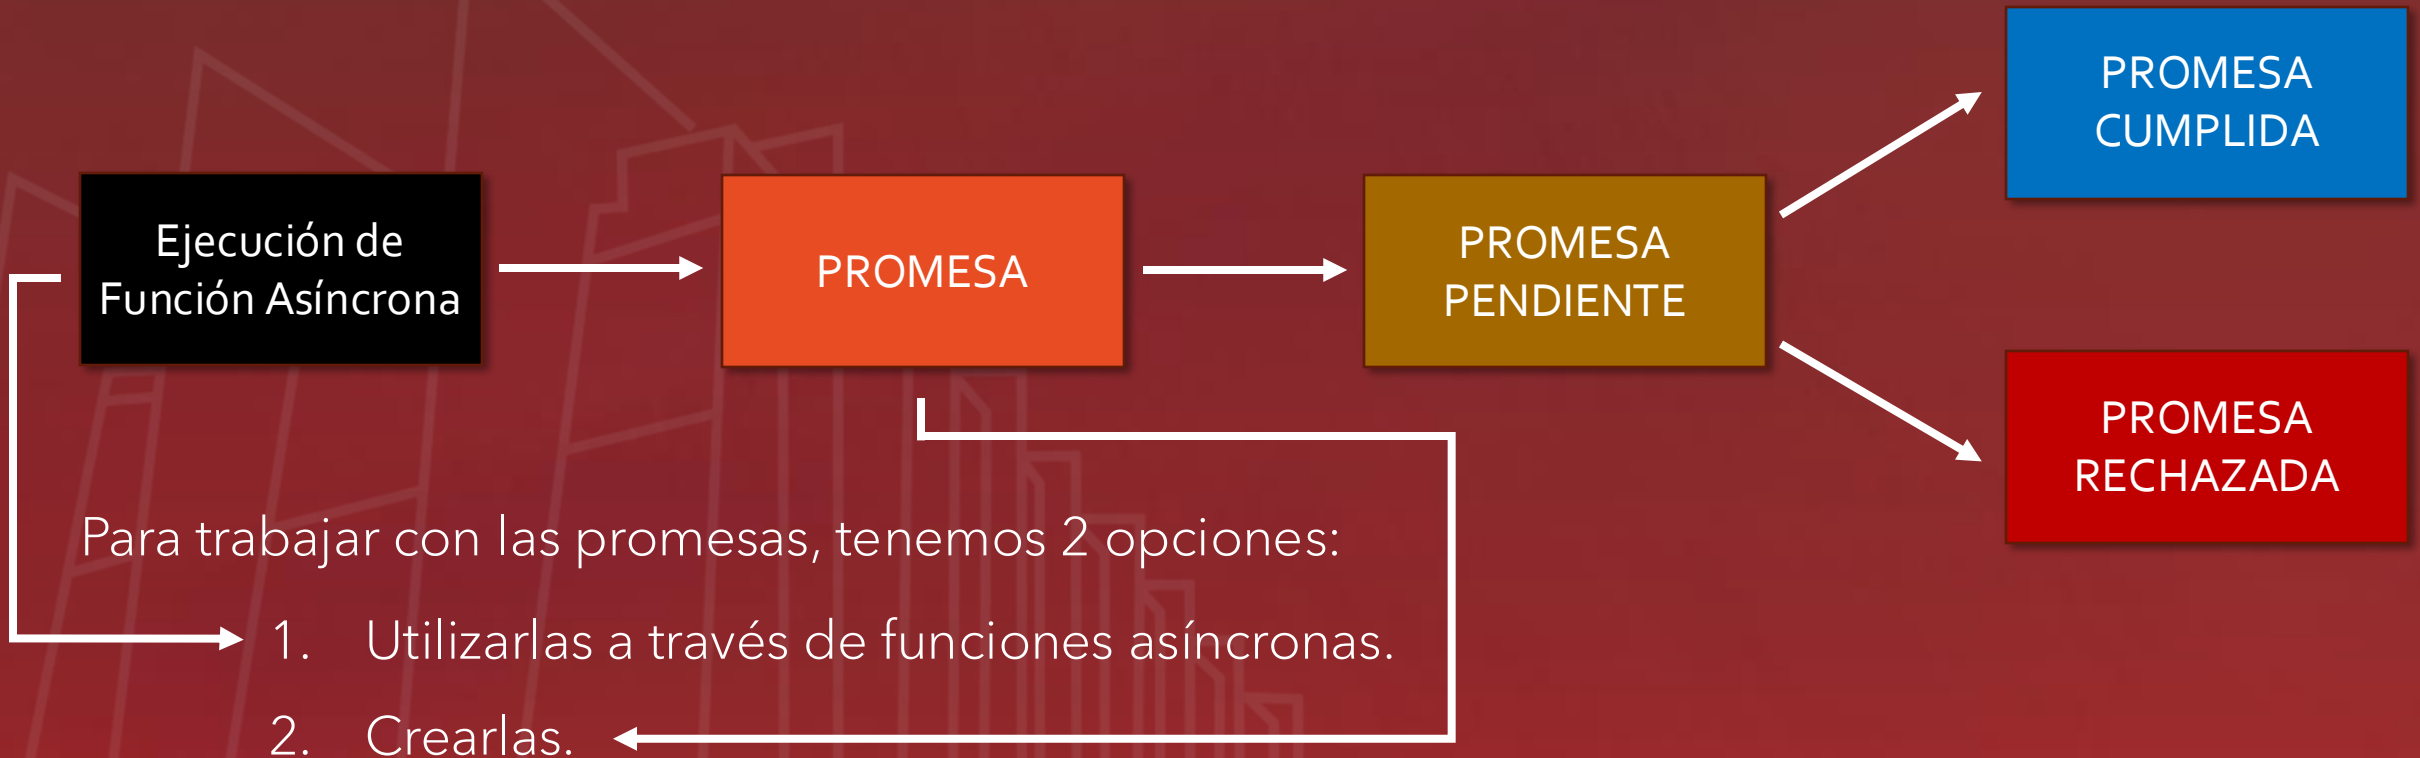 PROMESA
CUMPLIDA
Ejecución de
Función Asíncrona
PROMESA
PROMESA
PENDIENTE
PROMESA
RECHAZADA
Para trabajar con las promesas, tenemos 2 opciones:
1. Utilizarlas a través de funciones asíncronas.
2. Crearlas.